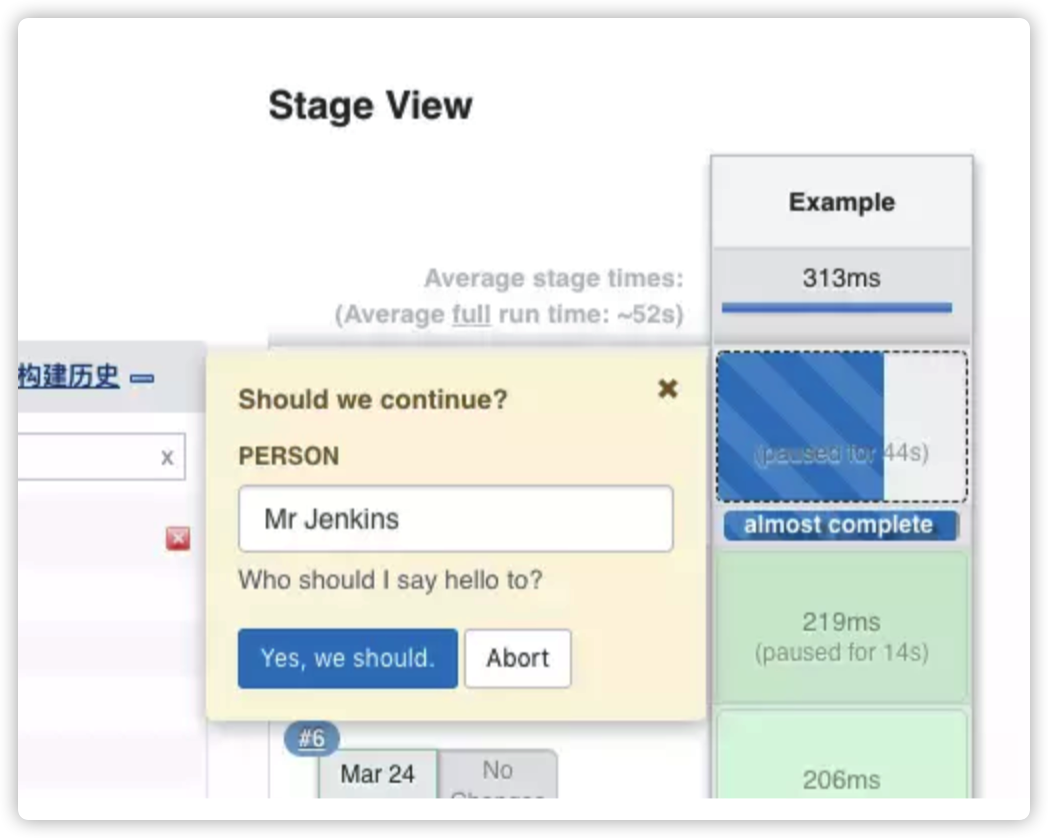 Stage View
Example
Average stage times:
(Average full run time: ~52s)
313ms
构建历史
x
Should we continue?
PERSON
Mr Jenkins
Who should I say hello to?
Yes, we should.
Abort
(paused for 44s)
almost complete
219ms
(paused for 14s)
#6
Mar 24
No
Changes
206ms